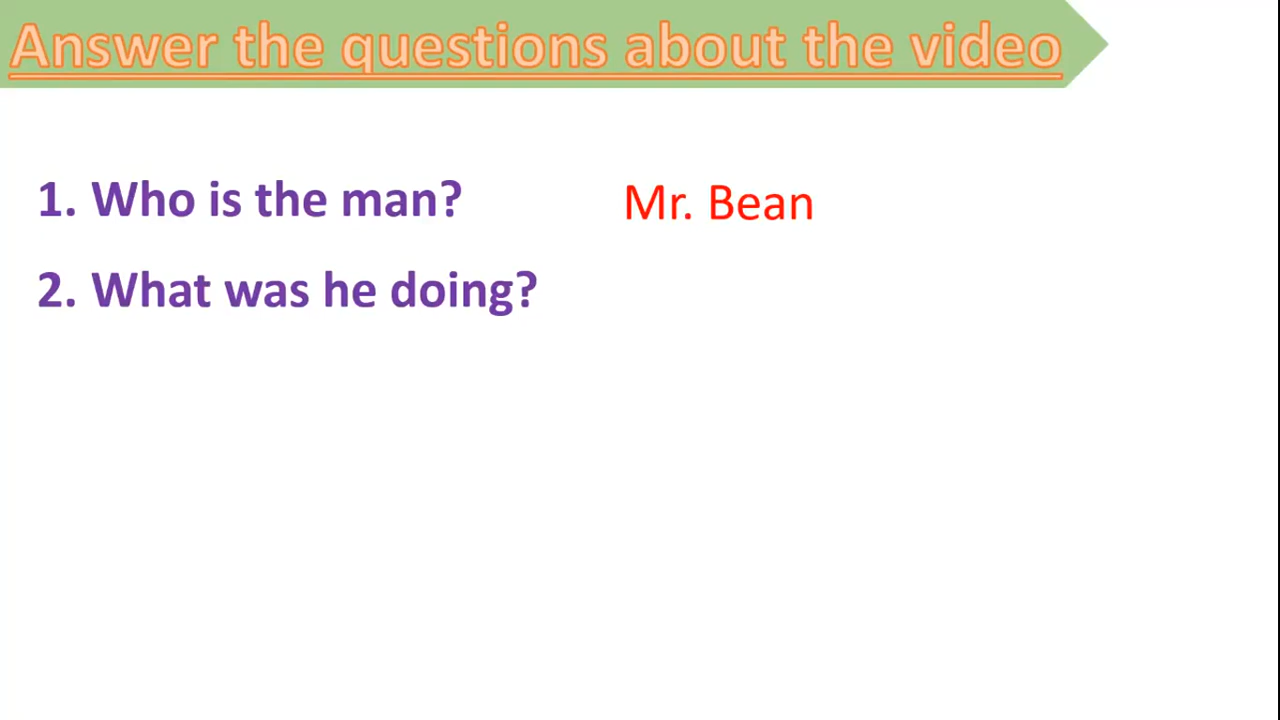 Answer the questions about the video
1. Who is the man? Mr. Bean
2. What was he doing?